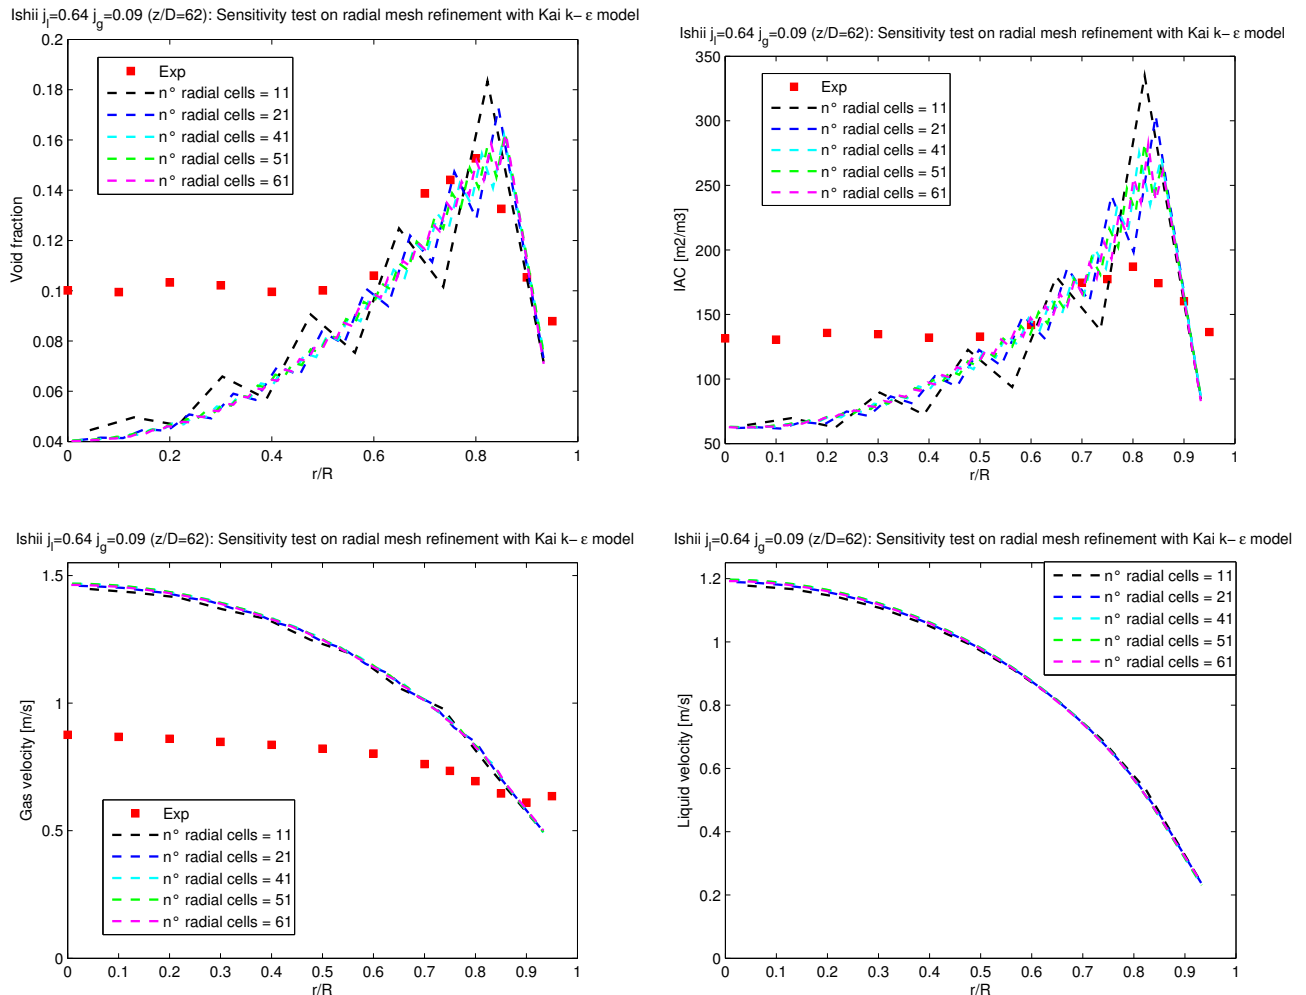 Ishii jl=0.64 jg=0.09 (z/D=62): Sensitivity test on radial mesh refinement with Kai k− ε model
0.2
0.18
0.16
0.14
0.12
0.1
0.08
0.06
0.04
Void fraction
Exp
n° radial cells = 11
n° radial cells = 21
n° radial cells = 41
n° radial cells = 51
n° radial cells = 61
0 0.2 0.4 0.6 0.8 1
r/R
Ishii jl=0.64 jg=0.09 (z/D=62): Sensitivity test on radial mesh refinement with Kai k− ε model
350
300
250
200
150
100
50
IAC [m2/m3]
Exp
n° radial cells = 11
n° radial cells = 21
n° radial cells = 41
n° radial cells = 51
n° radial cells = 61
0 0.1 0.2 0.3 0.4 0.5 0.6 0.7 0.8 0.9 1
r/R
Ishii jl=0.64 jg=0.09 (z/D=62): Sensitivity test on radial mesh refinement with Kai k− ε model
1.5
1
0.5
0
Gas velocity [m/s]
Exp
n° radial cells = 11
n° radial cells = 21
n° radial cells = 41
n° radial cells = 51
n° radial cells = 61
0 0.1 0.2 0.3 0.4 0.5 0.6 0.7 0.8 0.9 1
r/R
Ishii jl=0.64 jg=0.09 (z/D=62): Sensitivity test on radial mesh refinement with Kai k− ε model
1.2
1
0.8
0.6
0.4
0.2
0
Liquid velocity [m/s]
n° radial cells = 11
n° radial cells = 21
n° radial cells = 41
n° radial cells = 51
n° radial cells = 61
0 0.1 0.2 0.3 0.4 0.5 0.6 0.7 0.8 0.9 1
r/R